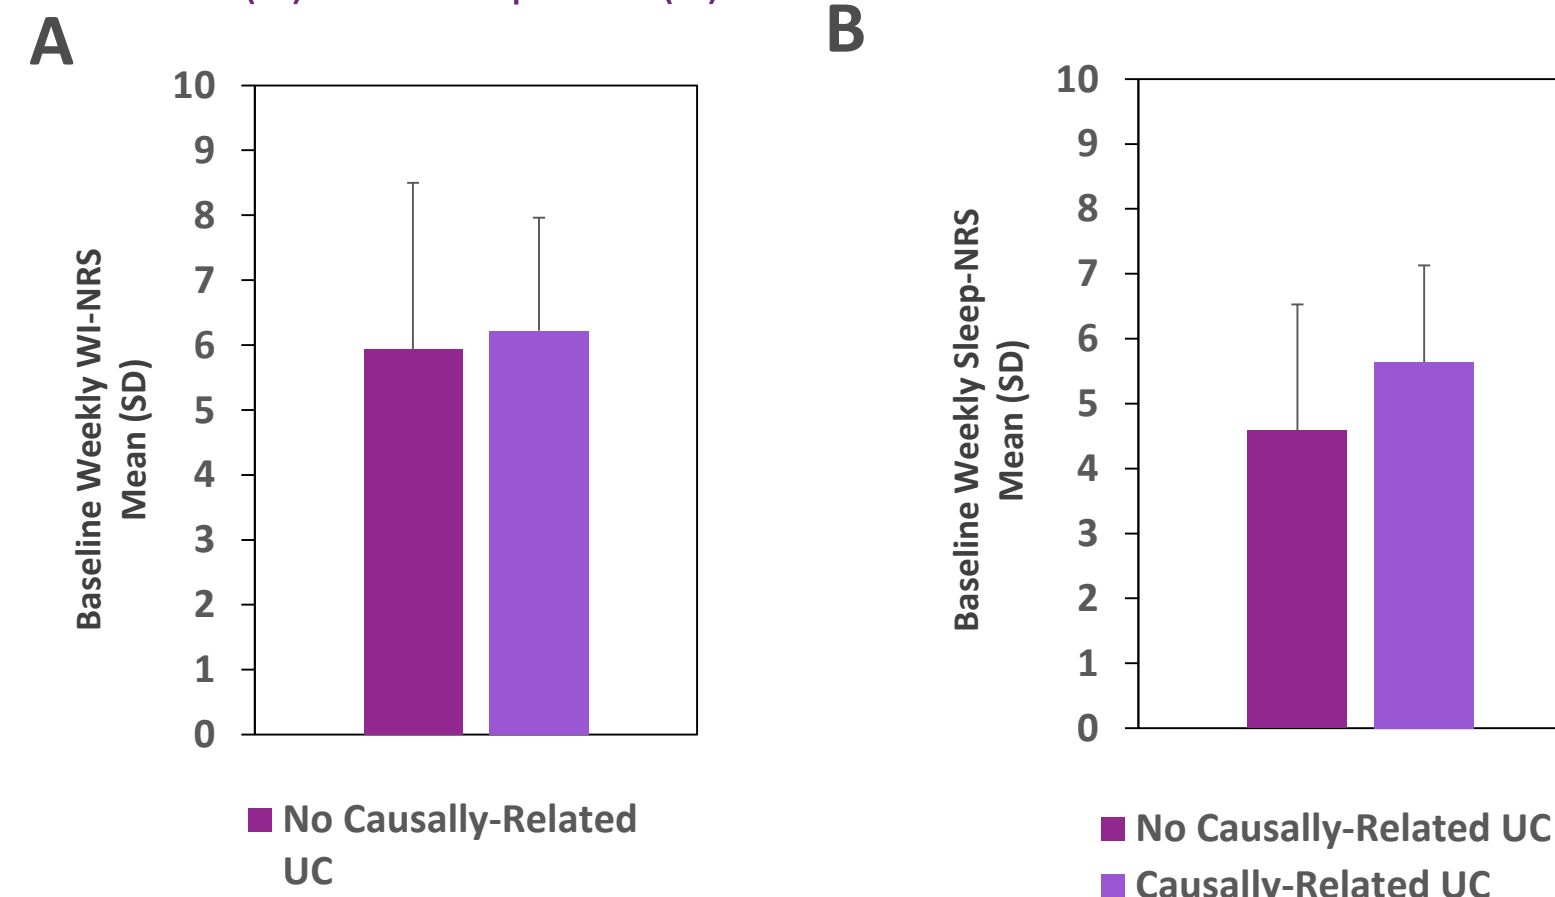 A
10
9
8
7
6
5
4
3
2
1
0
Baseline Weekly WI-NRS
Mean (SD)
No Causally-Related
UC
B
10
9
8
7
6
5
4
3
2
1
0
Baseline Weekly Sleep-NRS
Mean (SD)
No Causally-Related UC
Causally-Related UC